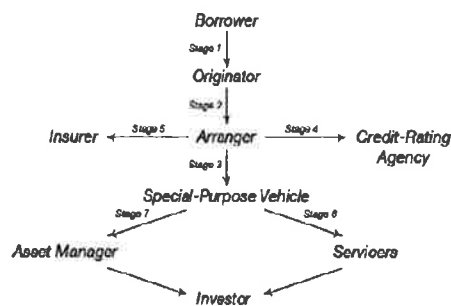 Borrower
Stage 1
Originator
Stage 2
Insurer
Stage 5
Arranger
Stage 4
Credit-Rating
Agency
Stage 3
Special-Purpose Vehicle
Stage 7
Stage 6
Asset Manager
Servicers
Investor